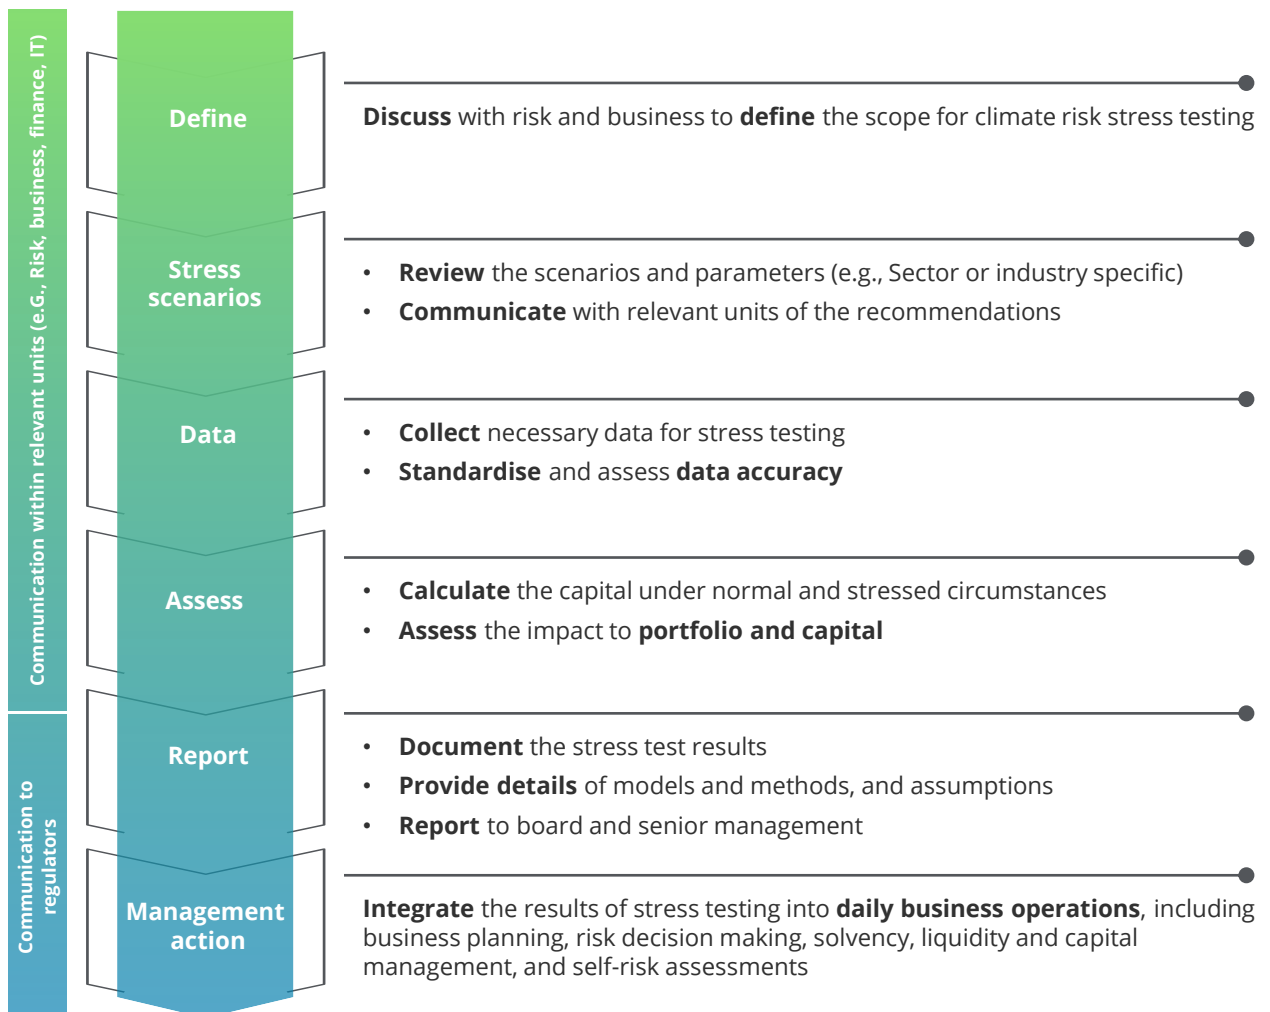 Communication within relevant units (e.G., Risk, business, finance, IT)
Define
Discuss with risk and business to define the scope for climate risk stress testing
Stress
scenarios
• Review the scenarios and parameters (e.g., Sector or industry specific)
• Communicate with relevant units of the recommendations
Data
• Collect necessary data for stress testing
• Standardise and assess data accuracy
Assess
• Calculate the capital under normal and stressed circumstances
• Assess the impact to portfolio and capital
Communication to
regulators
Report
• Document the stress test results
• Provide details of models and methods, and assumptions
• Report to board and senior management
Management
action
Integrate the results of stress testing into daily business operations, including
business planning, risk decision making, solvency, liquidity and capital
management, and self-risk assessments